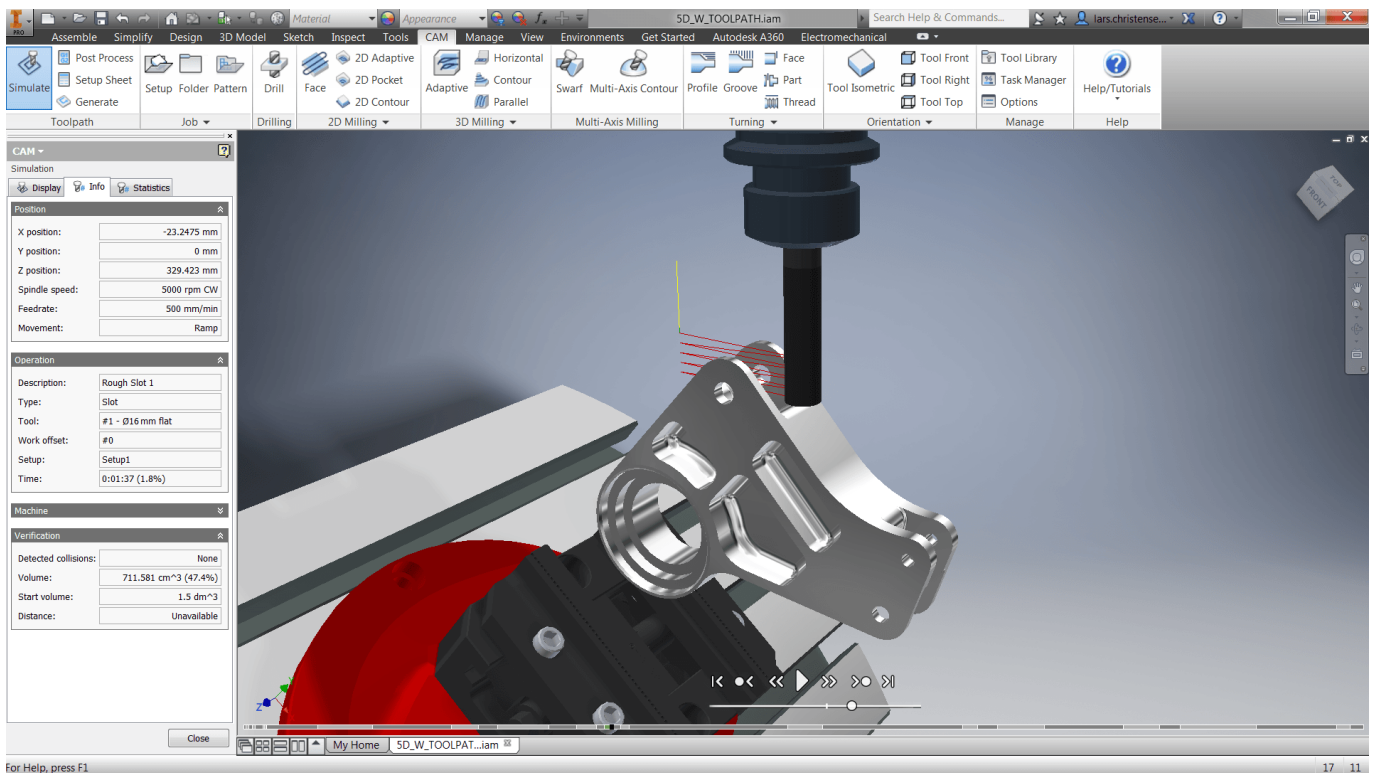 Material
Appearance
5D_W_TOOLPATH.iam
Search Help & Commands...
lars.christense...
PRO
Assemble Simplify Design 3D Model Sketch Inspect Tools CAM Manage View Environments Get Started Autodesk A360 Electromechanical
Simulate
Post Process
Setup Sheet
Generate
Setup Folder Pattern
Drill
Face
2D Adaptive
2D Pocket
2D Contour
Adaptive
Horizontal
Contour
Parallel
Swarf Multi-Axis Contour
Profile Groove
Face
Part
Thread
Tool Isometric
Tool Front
Tool Right
Tool Top
Tool Library
Task Manager
Options
Help/Tutorials
Toolpath Job Drilling 2D Milling 3D Milling Multi-Axis Milling Turning Orientation Manage Help
CAM
Simulation
Display Info Statistics
Position
X position: -23.2475 mm
Y position: 0 mm
Z position: 329.423 mm
Spindle speed: 5000 rpm CW
Feedrate: 500 mm/min
Movement: Ramp
Operation
Description: Rough Slot 1
Type: Slot
Tool: #1 - Ø16 mm flat
Work offset: #0
Setup: Setup1
Time: 0:01:37 (1.8%)
Machine
Verification
Detected collisions: None
Volume: 711.581 cm^3 (47.4%)
Start volume: 1.5 dm^3
Distance: Unavailable
Close
TOP
FRONT
Z
My Home 5D_W_TOOLPAT...iam
For Help, press F1
17 11